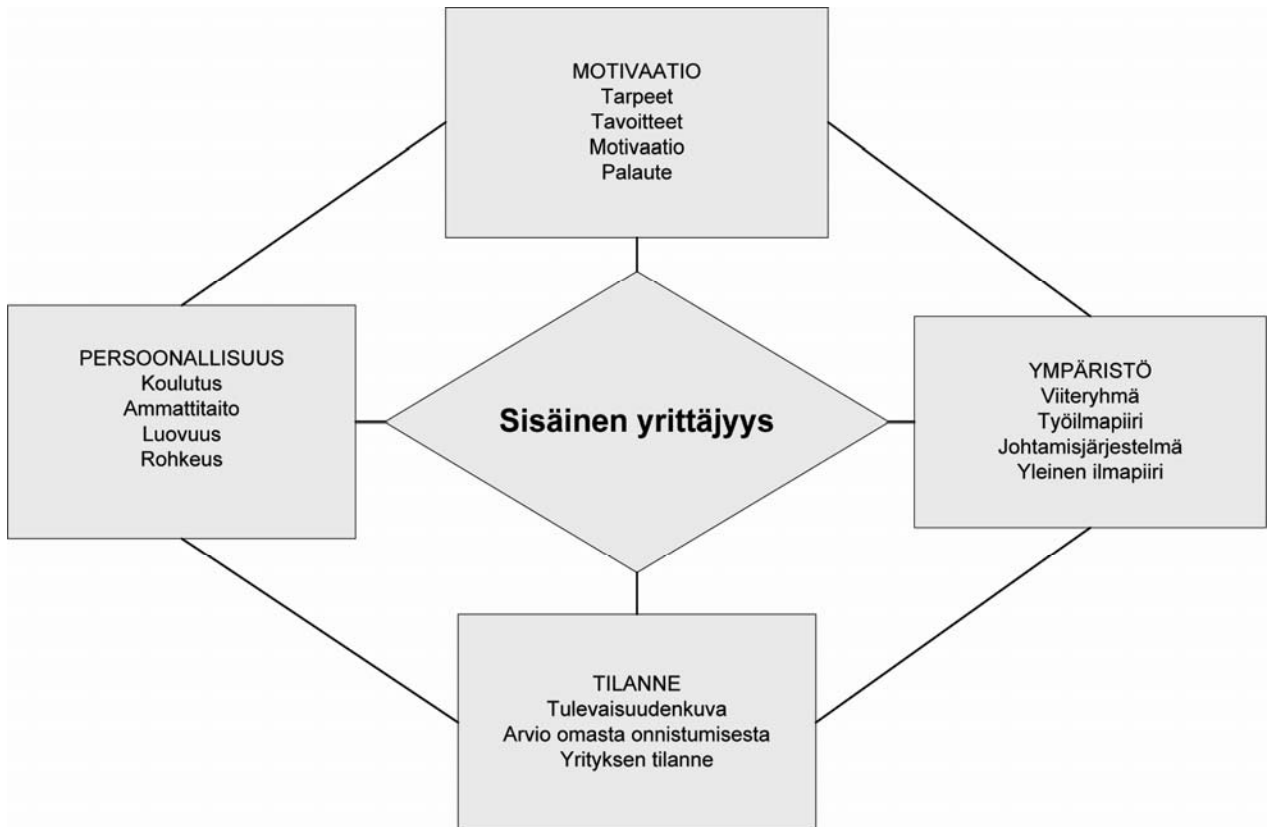 MOTIVAATIO
Tarpeet
Tavoitteet
Motivaatio
Palaute
PERSOONALLISUUS
Koulutus
Ammattitaito
Luovuus
Rohkeus
Sisäinen yrittäjyys
YMPÄRISTÖ
Viiteryhmä
Työilmapiiri
Johtamisjärjestelmä
Yleinen ilmapiiri
TILANNE
Tulevaisuudenkuva
Arvio omasta onnistumisesta
Yrityksen tilanne